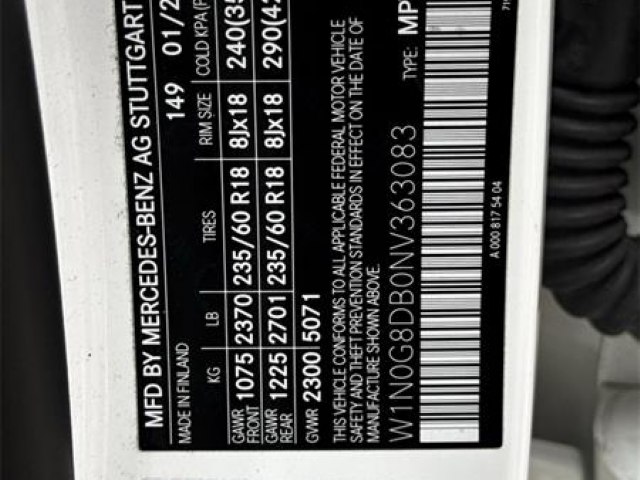 MFD BY MERCEDES-BENZ AG STUTTGART
MADE IN FINLAND 149 01/2
KG LB TIRES RIM SIZE COLD KPA
GAWR FRONT 1075 2370 235/60 R18 8Jx18 240(35
GAWR REAR 1225 2701 235/60 R18 8Jx18 290(42
GVWR 2300 5071
THIS VEHICLE CONFORMS TO ALL APPLICABLE FEDERAL MOTOR VEHICLE
SAFETY AND THEFT PREVENTION STANDARDS IN EFFECT ON THE DATE OF
MANUFACTURE SHOWN ABOVE.
TYPE: MP
W1N0G8DB0NV363083
A 000 817 54 04